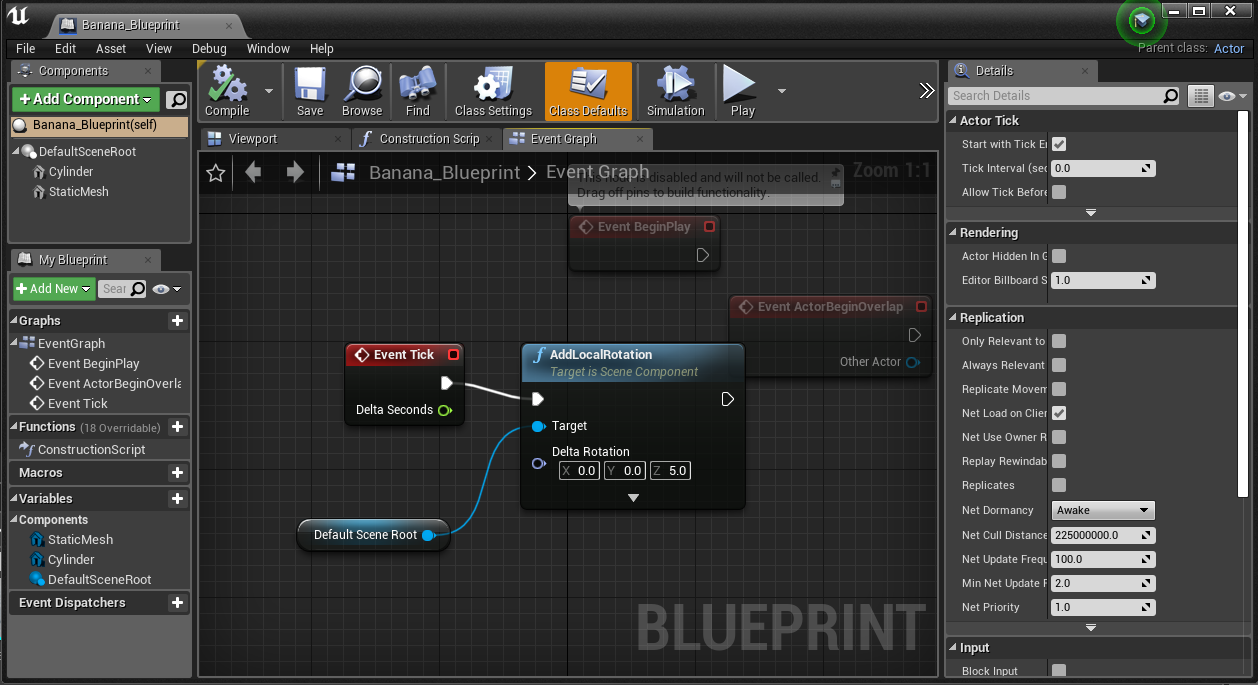 Banana_Blueprint
File Edit Asset View Debug Window Help
Parent class: Actor
Components
+ Add Component
Banana_Blueprint(self)
DefaultSceneRoot
Cylinder
StaticMesh
My Blueprint
+ Add New
Sear
Graphs
EventGraph
Event BeginPlay
Event ActorBeginOverla
Event Tick
Functions (18 Overridable)
ConstructionScript
Macros
Variables
Components
StaticMesh
Cylinder
DefaultSceneRoot
Event Dispatchers
Compile Save Browse Find Class Settings Class Defaults Simulation Play
Viewport Construction Scrip Event Graph
Banana_Blueprint > Event Graph
Zoom 1:1
This node is disabled and will not be called.
Drag off pins to build functionality.
Event BeginPlay
Event ActorBeginOverlap
Other Actor
Event Tick
Delta Seconds
AddLocalRotation
Target is Scene Component
Target
Delta Rotation
X 0.0 Y 0.0 Z 5.0
Default Scene Root
BLUEPRINT
Details
Search Details
Actor Tick
Start with Tick E
Tick Interval (sec 0.0
Allow Tick Before
Rendering
Actor Hidden In G
Editor Billboard S 1.0
Replication
Only Relevant to
Always Relevant
Replicate Movem
Net Load on Clien
Net Use Owner R
Replay Rewindab
Replicates
Net Dormancy Awake
Net Cull Distance 225000000.0
Net Update Frequ 100.0
Min Net Update F 2.0
Net Priority 1.0
Input
Block Input